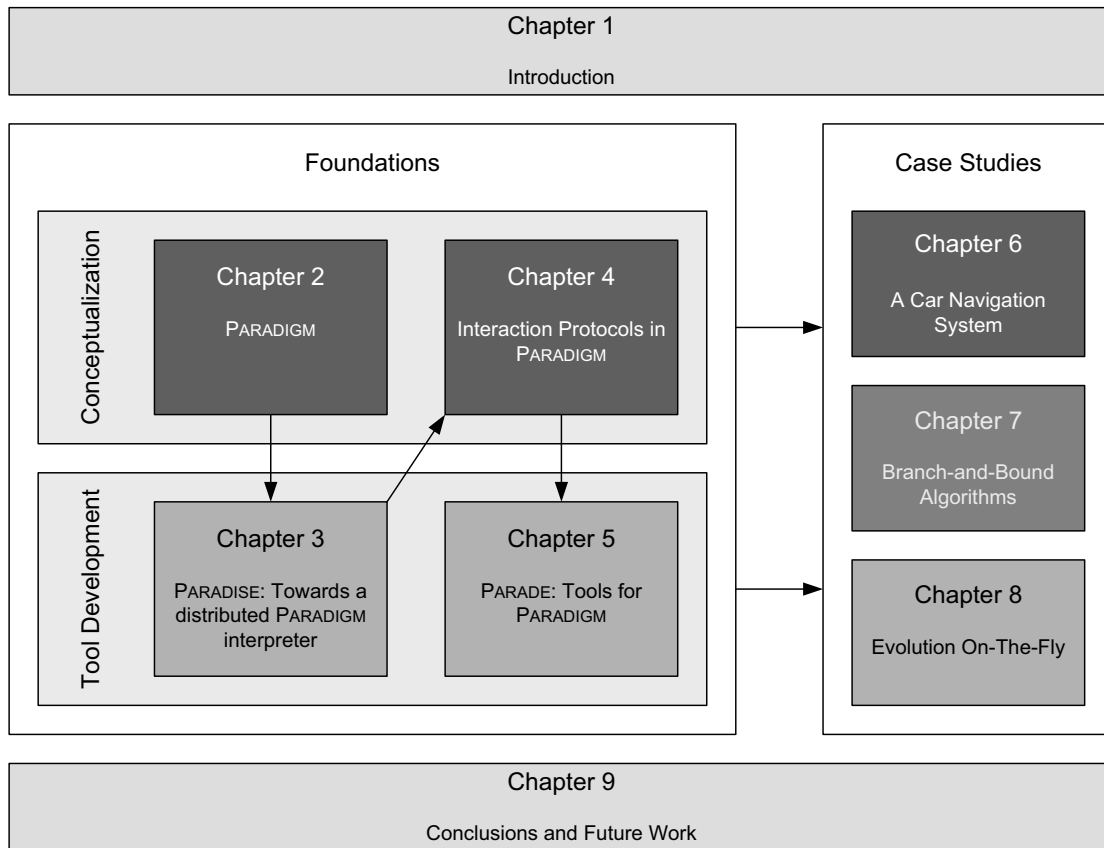 Chapter 1
Introduction
Foundations
Conceptualization
Chapter 2
PARADIGM
Chapter 4
Interaction Protocols in
PARADIGM
Tool Development
Chapter 3
PARADISE: Towards a
distributed PARADIGM
interpreter
Chapter 5
PARADE: Tools for
PARADIGM
Case Studies
Chapter 6
A Car Navigation
System
Chapter 7
Branch-and-Bound
Algorithms
Chapter 8
Evolution On-The-Fly
Chapter 9
Conclusions and Future Work